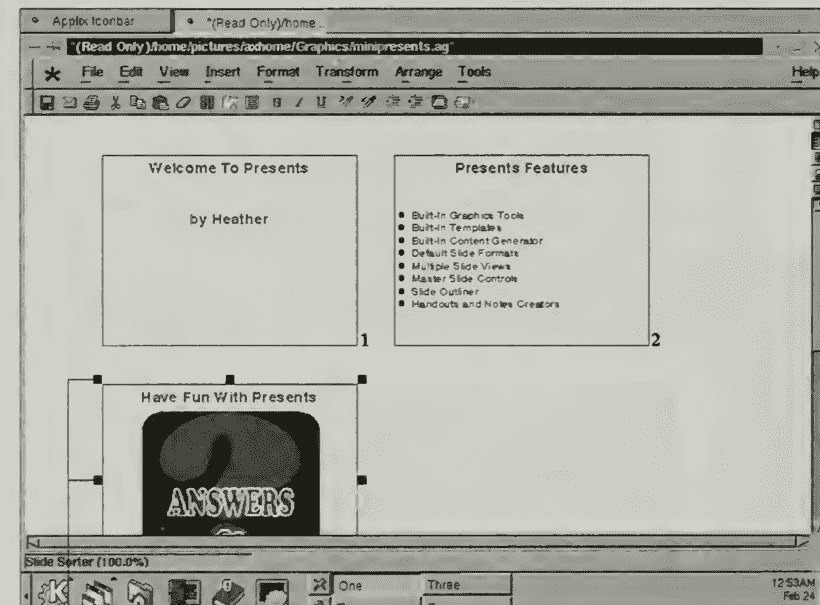 Applix Iconbar
"(Read Only)/home ..
"(Read Only)/home/pictures/axhome/Graphics/minipresents.ag"
File Edit View Insert Format Transform Arrange Tools Help
B I U
Welcome To Presents
by Heather
1
Presents Features
Built-In Graphics Tools
Built-In Templates
Built-In Content Generator
Default Slide Formats
Multiple Slide Views
Master Slide Controls
Slide Outliner
Handouts and Notes Creators
2
Have Fun With Presents
ANSWERS
Slide Sorter (100.0%)
K
One Three
12:53AM
Feb 24